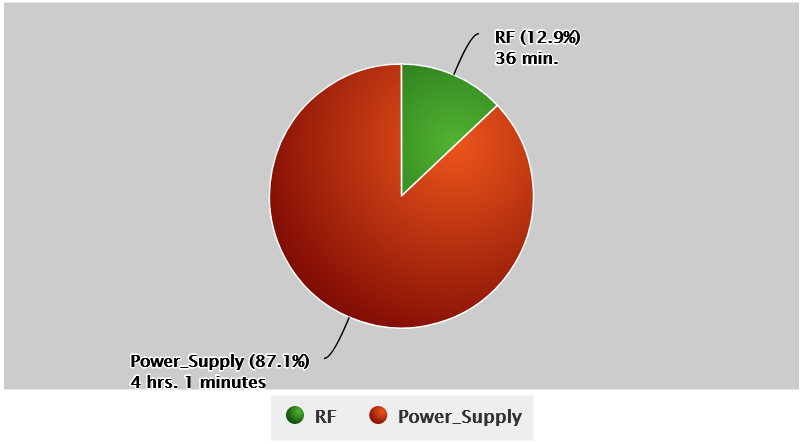 RF (12.9%)
36 min.
Power_Supply (87.1%)
4 hrs. 1 minutes
RF
Power_Supply